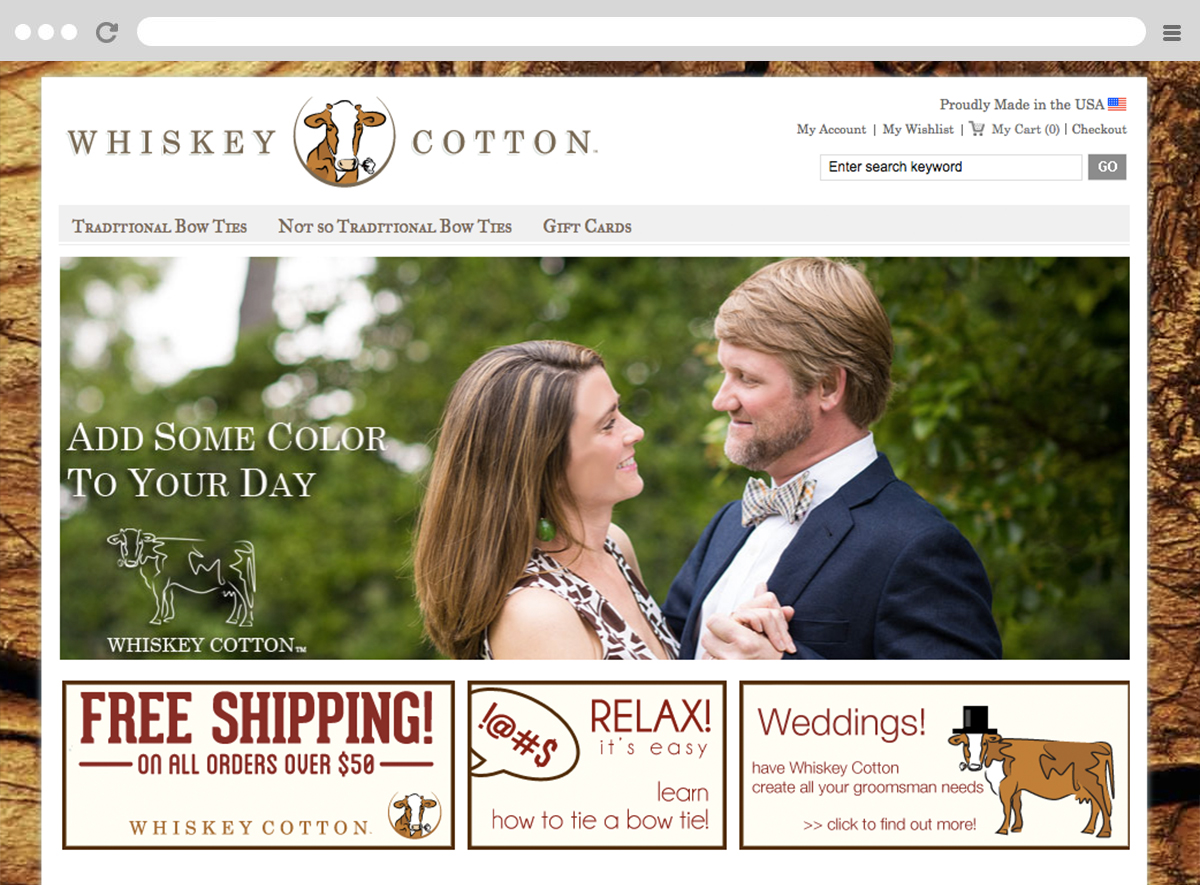 WHISKEY COTTON
Proudly Made in the USA
My Account | My Wishlist | My Cart (0) | Checkout
Enter search keyword GO
Traditional Bow Ties Not so Traditional Bow Ties Gift Cards
Add Some Color
To Your Day
WHISKEY COTTON™
FREE SHIPPING!
ON ALL ORDERS OVER $50
WHISKEY COTTON
!@#$
RELAX!
it's easy
learn
how to tie a bow tie!
Weddings!
have Whiskey Cotton
create all your groomsman needs
>> click to find out more!